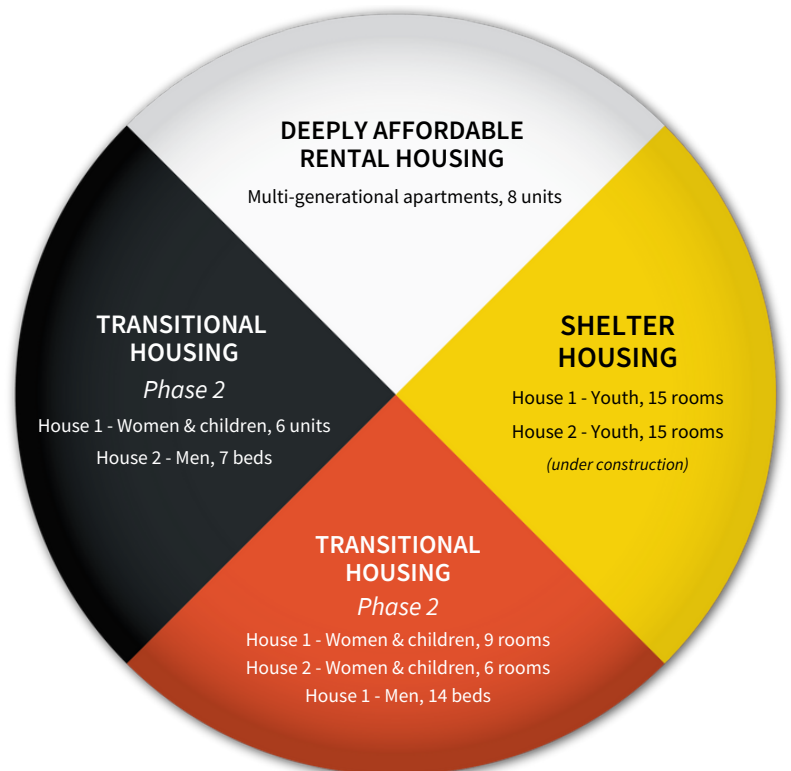 DEEPLY AFFORDABLE
RENTAL HOUSING
Multi-generational apartments, 8 units
TRANSITIONAL
HOUSING
Phase 2
House 1 - Women & children, 6 units
House 2 - Men, 7 beds
SHELTER
HOUSING
House 1 - Youth, 15 rooms
House 2 - Youth, 15 rooms
(under construction)
TRANSITIONAL
HOUSING
Phase 2
House 1 - Women & children, 9 rooms
House 2 - Women & children, 6 rooms
House 1 - Men, 14 beds